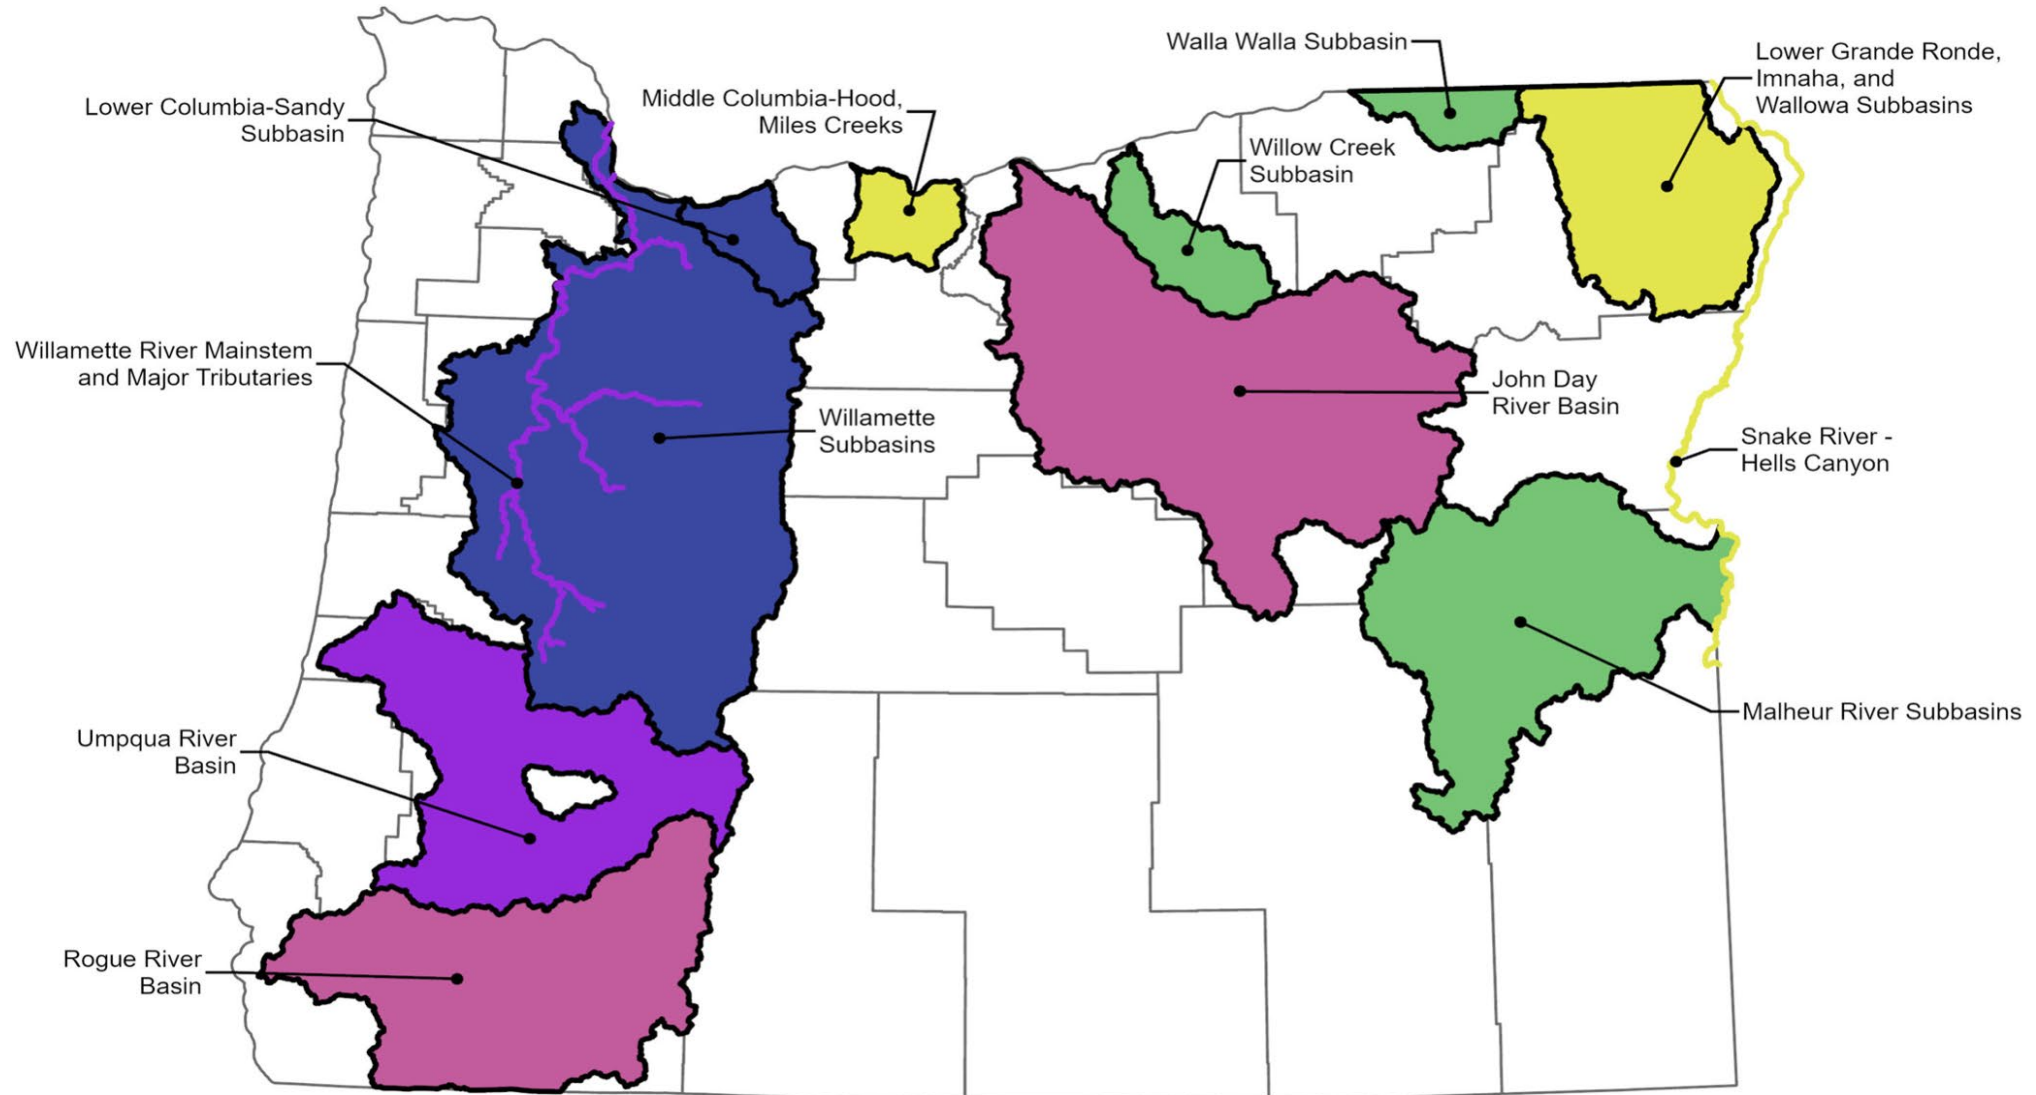 Walla Walla Subbasin
Lower Grande Ronde,
Imnaha, and
Wallowa Subbasins
Lower Columbia-Sandy
Subbasin
Middle Columbia-Hood,
Miles Creeks
Willow Creek
Subbasin
Willamette River Mainstem
and Major Tributaries
Willamette
Subbasins
John Day
River Basin
Snake River -
Hells Canyon
Malheur River Subbasins
Umpqua River
Basin
Rogue River
Basin